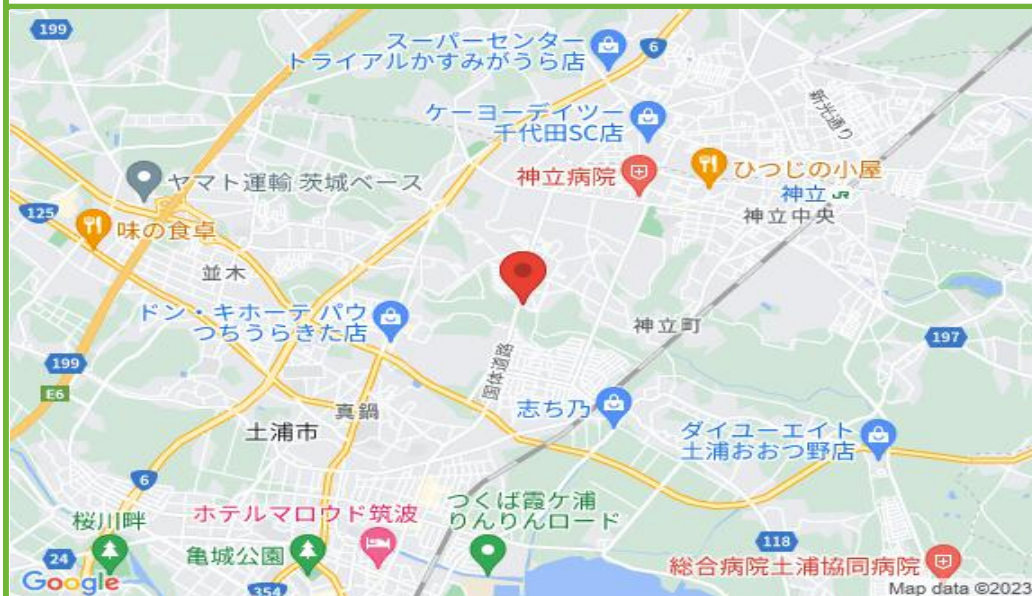 199
スーパーセンター
トライアルかすみがうら店
6
ケーヨーデイツー
千代田SC店
新光通り
ヤマト運輸 茨城ベース
神立病院
ひつじの小屋
神立 JR
神立中央
125
味の食卓
並木
ドン・キホーテ パウ
つちうらきた店
神立町
197
国体道路
199
E6
真鍋
土浦市
志ち乃
ダイユーエイト
土浦おおつ野店
6
桜川畔
ホテルマロウド筑波
つくば霞ケ浦
りんりんロード
118
24
亀城公園
総合病院土浦協同病院
Google
354
Map data ©2023